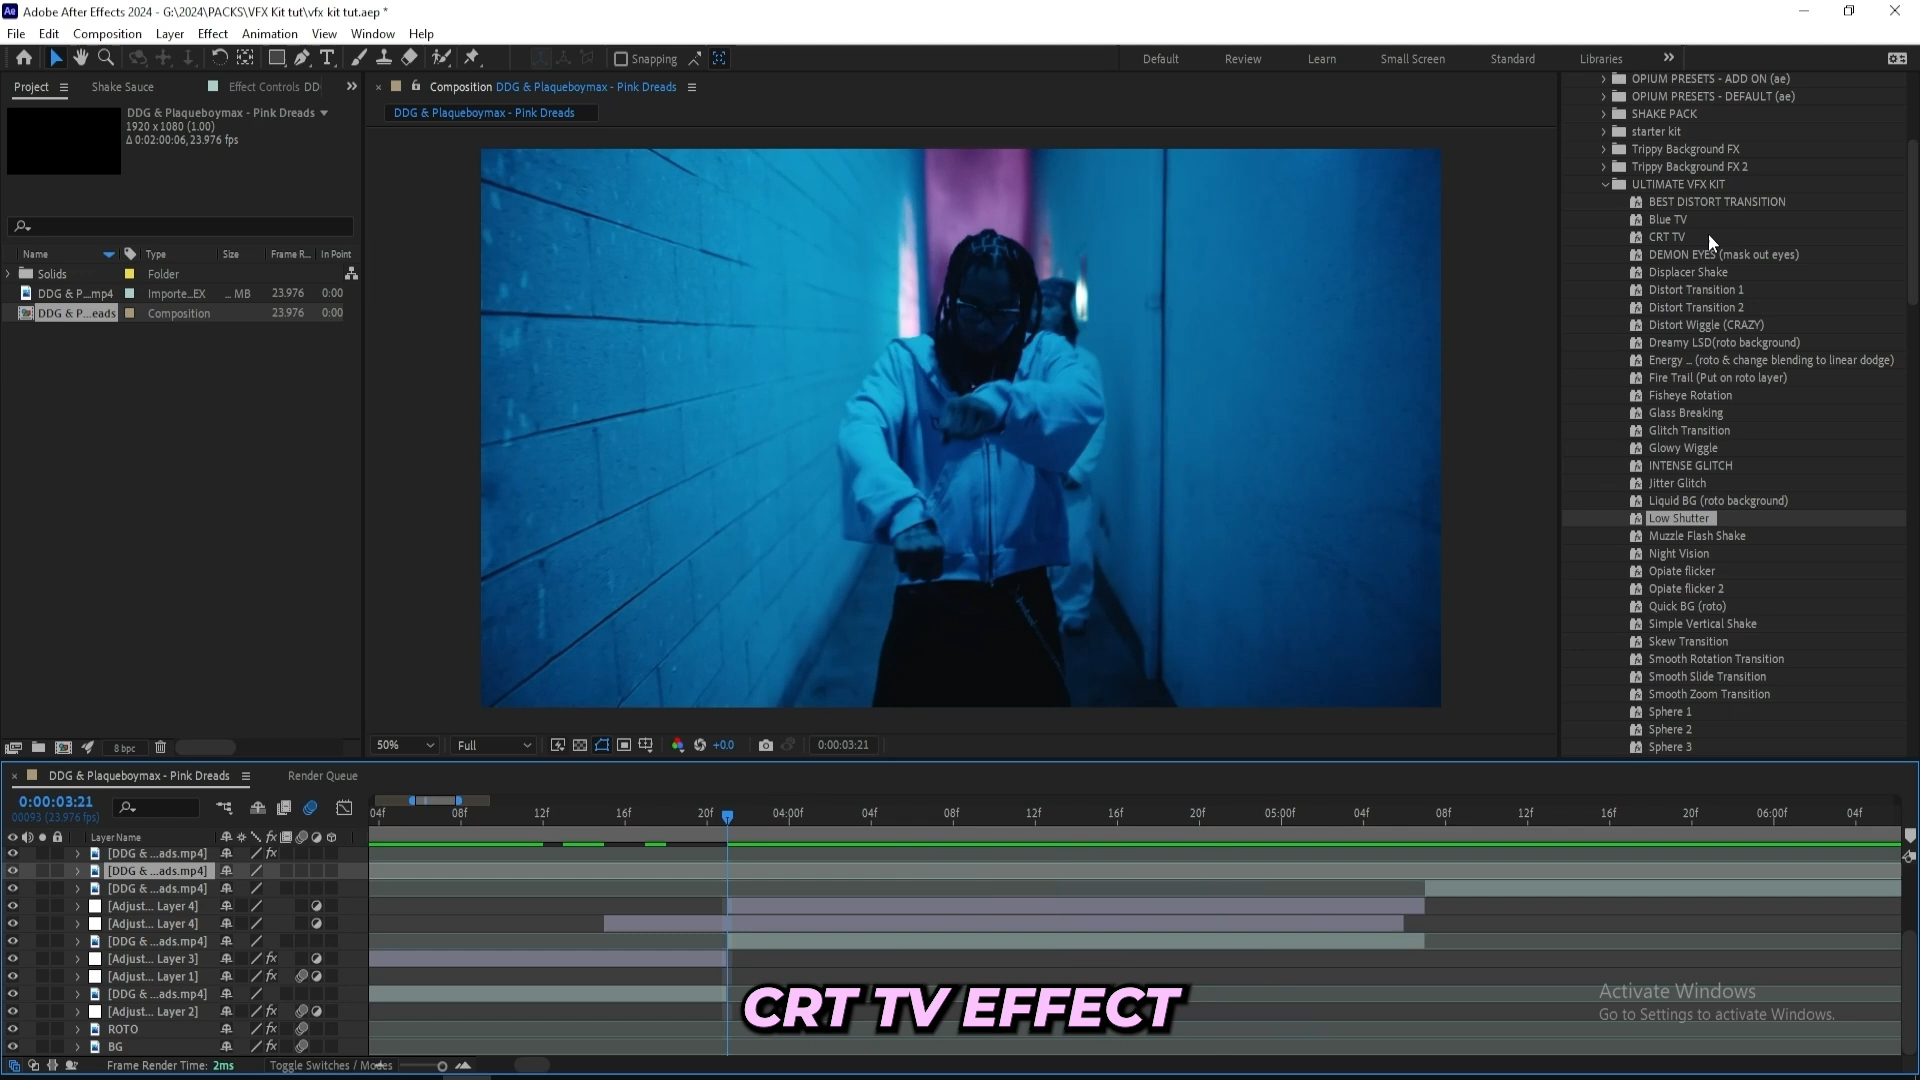 Adobe After Effects 2024 - G:\2024\PACKS\VFX Kit tut\vfx kit tut.aep *
File Edit Composition Layer Effect Animation View Window Help
Snapping
Default Review Learn Small Screen Standard Libraries
Project Shake Sauce Effect Controls DD
Composition DDG & Plaqueboymax - Pink Dreads
DDG & Plaqueboymax - Pink Dreads
DDG & Plaqueboymax - Pink Dreads
1920 x 1080 (1.00)
Δ 0:02:00:06, 23.976 fps
Name Type Size Frame R... In Point
Solids Folder
DDG & P...mp4 Importe...EX ... MB 23.976 0:00
DDG & P...eads Composition 23.976 0:00
8 bpc
50% Full +0.0 0:00:03:21
OPIUM PRESETS - ADD ON (ae)
OPIUM PRESETS - DEFAULT (ae)
SHAKE PACK
starter kit
Trippy Background FX
Trippy Background FX 2
ULTIMATE VFX KIT
BEST DISTORT TRANSITION
Blue TV
CRT TV
DEMON EYES (mask out eyes)
Displacer Shake
Distort Transition 1
Distort Transition 2
Distort Wiggle (CRAZY)
Dreamy LSD(roto background)
Energy ... (roto & change blending to linear dodge)
Fire Trail (Put on roto layer)
Fisheye Rotation
Glass Breaking
Glitch Transition
Glowy Wiggle
INTENSE GLITCH
Jitter Glitch
Liquid BG (roto background)
Low Shutter
Muzzle Flash Shake
Night Vision
Opiate flicker
Opiate flicker 2
Quick BG (roto)
Simple Vertical Shake
Skew Transition
Smooth Rotation Transition
Smooth Slide Transition
Smooth Zoom Transition
Sphere 1
Sphere 2
Sphere 3
DDG & Plaqueboymax - Pink Dreads Render Queue
0:00:03:21
00093 (23.976 fps)
04f 08f 12f 16f 20f 04:00f 04f 08f 12f 16f 20f 05:00f 04f 08f 12f 16f 20f 06:00f 04f
Layer Name
[DDG & ...ads.mp4]
[DDG & ...ads.mp4]
[DDG & ...ads.mp4]
[Adjust... Layer 4]
[Adjust... Layer 4]
[DDG & ...ads.mp4]
[Adjust... Layer 3]
[Adjust... Layer 1]
[DDG & ...ads.mp4]
[Adjust... Layer 2]
ROTO
BG
CRT TV EFFECT
Activate Windows
Go to Settings to activate Windows.
Frame Render Time: 2ms Toggle Switches / Modes